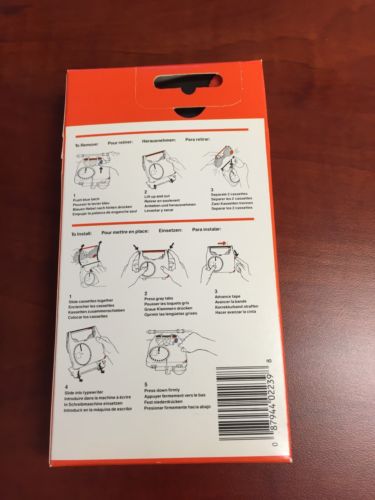 To Remove: Pour retirer: Herausnehmen: Para retirar:
1
Push blue latch
Pousser le levier bleu
Blauen Hebel nach hinten drücken
Empujar la palanca de enganche azul
2
Lift up and out
Retirer en soulevant
Anheben und herausnehmen
Levantar y sacar
3
Separate 2 cassettes
Séparer les 2 cassettes
Zwei Kassetten trennen
Separar las 2 cassettes
To Install: Pour mettre en place: Einsetzen: Para instalar:
1
Slide cassettes together
Enclencher les cassettes
Kassetten zusammenschieben
Colocar los cassettes
2
Press gray tabs
Pousser les loquets gris
Graue Klammern drücken
Oprimir las lengüetas grises
3
Advance tape
Avancer la bande
Korrekturband straffen
Hacer avanzar la cinta
4
Slide into typewriter
Introduire dans la machine à écrire
In Schreibmaschine einsetzen
Introducir en la máquina de escribir
5
Press down firmly
Appuyer fermement vers le bas
Fest niederdrücken
Presionar firmemente hacia abajo
0 87944 02239 8